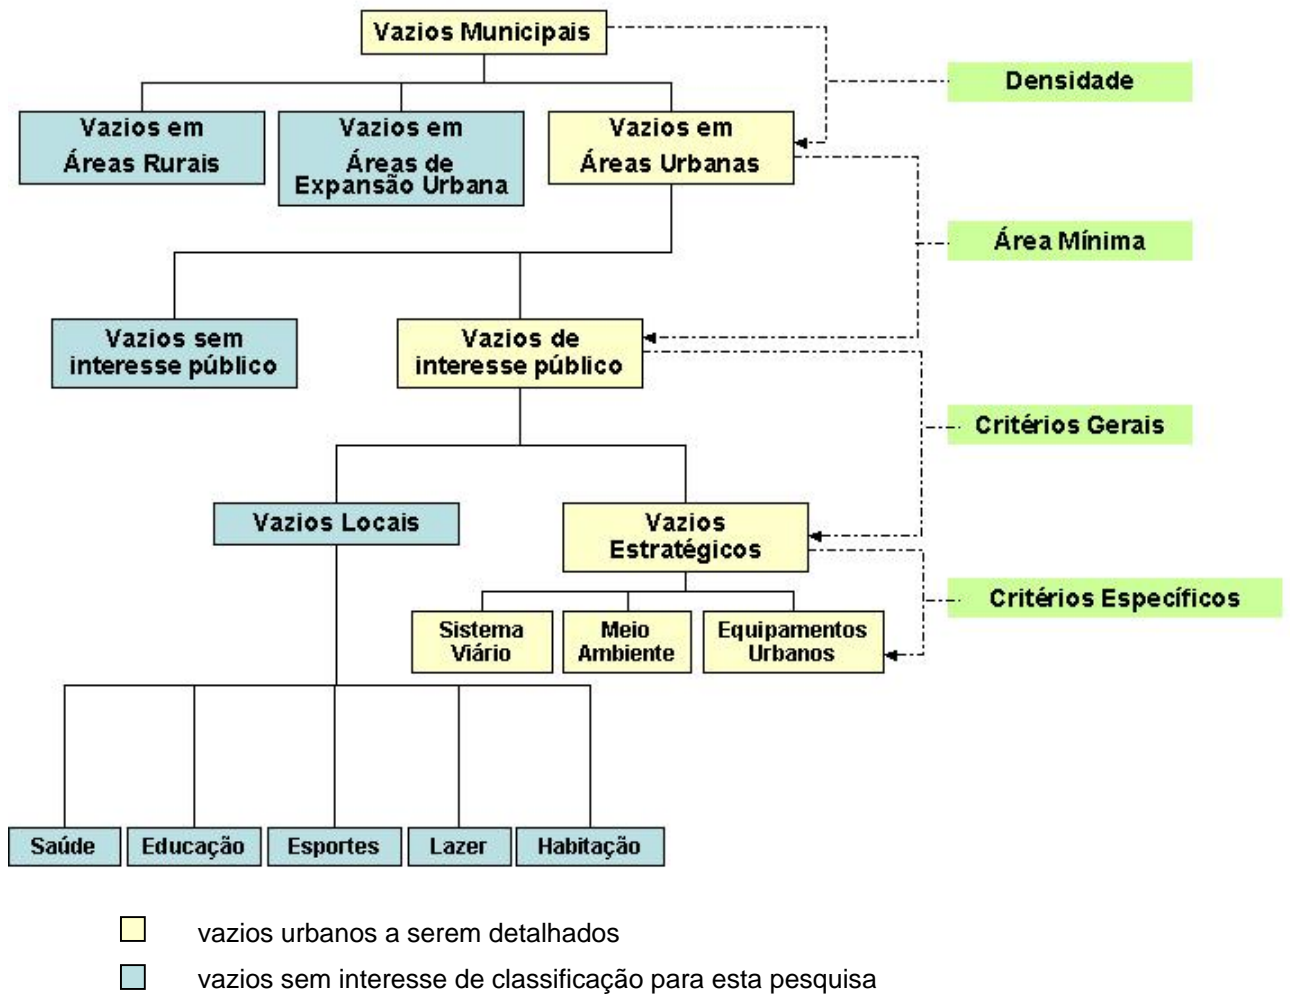 Vazios Municipais
Densidade
Vazios em
Áreas Rurais
Vazios em
Áreas de
Expansão Urbana
Vazios em
Áreas Urbanas
Área Mínima
Vazios sem
interesse público
Vazios de
interesse público
Critérios Gerais
Vazios Locais
Vazios
Estratégicos
Critérios Específicos
Sistema
Viário
Meio
Ambiente
Equipamentos
Urbanos
Saúde
Educação
Esportes
Lazer
Habitação
vazios urbanos a serem detalhados
vazios sem interesse de classificação para esta pesquisa